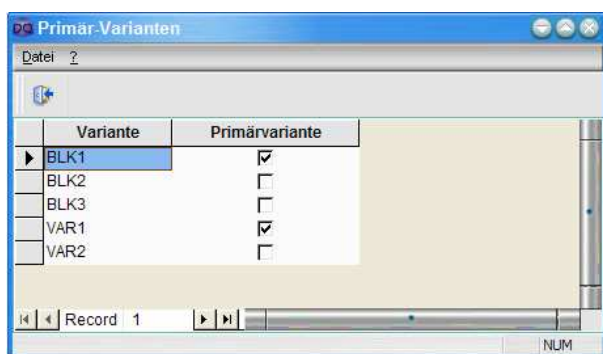 Primär-Varianten
Datei ?
Variante Primärvariante
BLK1
BLK2
BLK3
VAR1
VAR2
Record 1
NUM